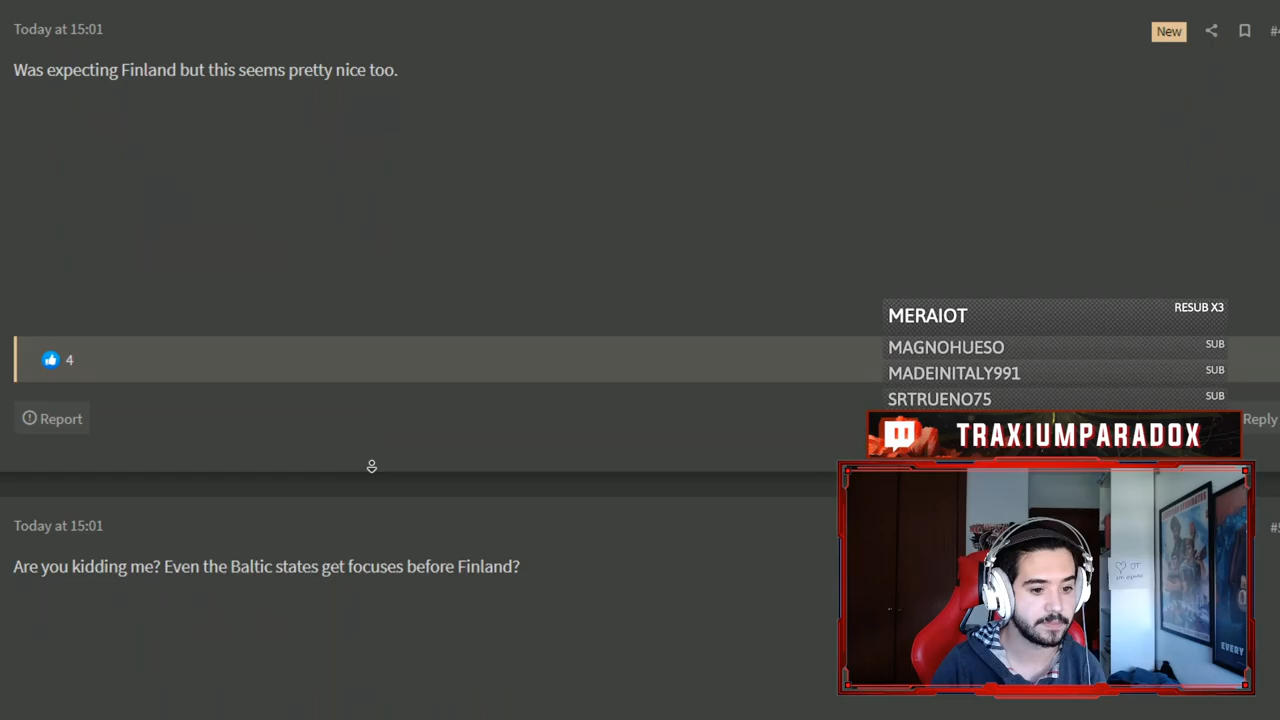 Today at 15:01
New
Was expecting Finland but this seems pretty nice too.
4
Report
Reply
MERAIOT RESUB X3
MAGNOHUESO SUB
MADEINITALY991 SUB
SRTRUENO75 SUB
TRAXIUMPARADOX
Today at 15:01
Are you kidding me? Even the Baltic states get focuses before Finland?
EVERY